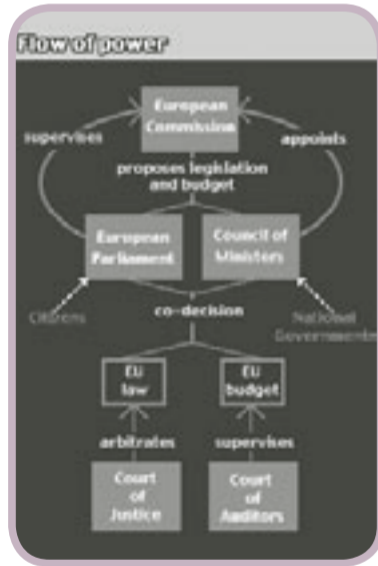 Flow of power
European
Commission
supervises
appoints
proposes legislation
and budget
European
Parliament
Council of
Ministers
Citizens
co-decision
National
Governments
EU
law
EU
budget
arbitrates
supervises
Court
of
Justice
Court
of
Auditors